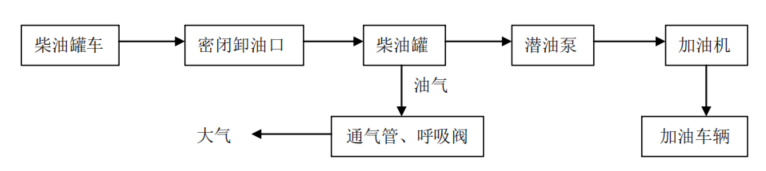 柴油罐车
密闭卸油口
柴油罐
潜油泵
加油机
油气
大气
通气管、呼吸阀
加油车辆